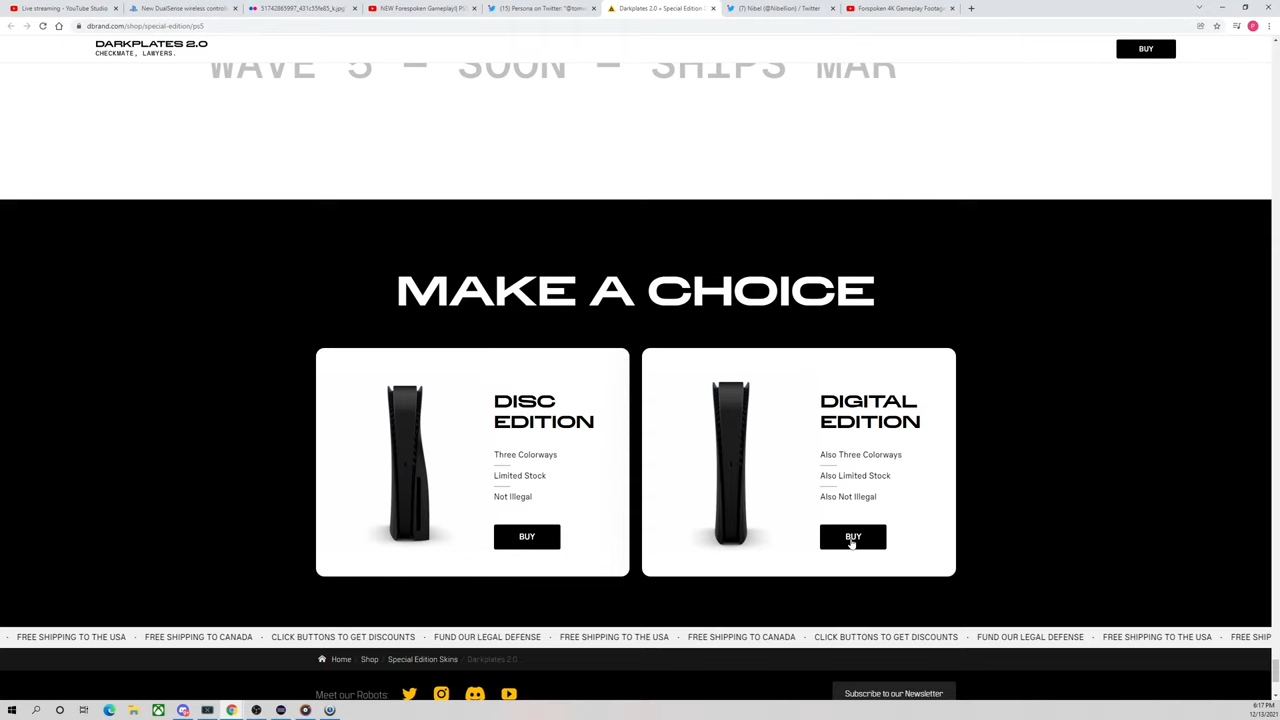 Live streaming - YouTube Studio
New DualSense wireless controll
51742865997_431c5fe85_k.jpg
NEW Forespoken Gameplay! | PS
(15) Persona on Twitter: "@tomw
Darkplates 2.0 » Special Edition
(7) Nibel (@Nibellion) / Twitter
Forspoken 4K Gameplay Footag
dbrand.com/shop/special-edition/ps5
P
DARKPLATES 2.0
CHECKMATE, LAWYERS.
BUY
WAVE 5 — SOON — SHIPS MAR
MAKE A CHOICE
DISC
EDITION
Three Colorways
Limited Stock
Not Illegal
BUY
DIGITAL
EDITION
Also Three Colorways
Also Limited Stock
Also Not Illegal
BUY
· FREE SHIPPING TO THE USA · FREE SHIPPING TO CANADA · CLICK BUTTONS TO GET DISCOUNTS · FUND OUR LEGAL DEFENSE · FREE SHIPPING TO THE USA · FREE SHIPPING TO CANADA · CLICK BUTTONS TO GET DISCOUNTS · FUND OUR LEGAL DEFENSE · FREE SHIPPING TO THE USA · FREE SHIP
Home Shop Special Edition Skins Darkplates 2.0
Meet our Robots:
Subscribe to our Newsletter
6:17 PM
12/13/2021